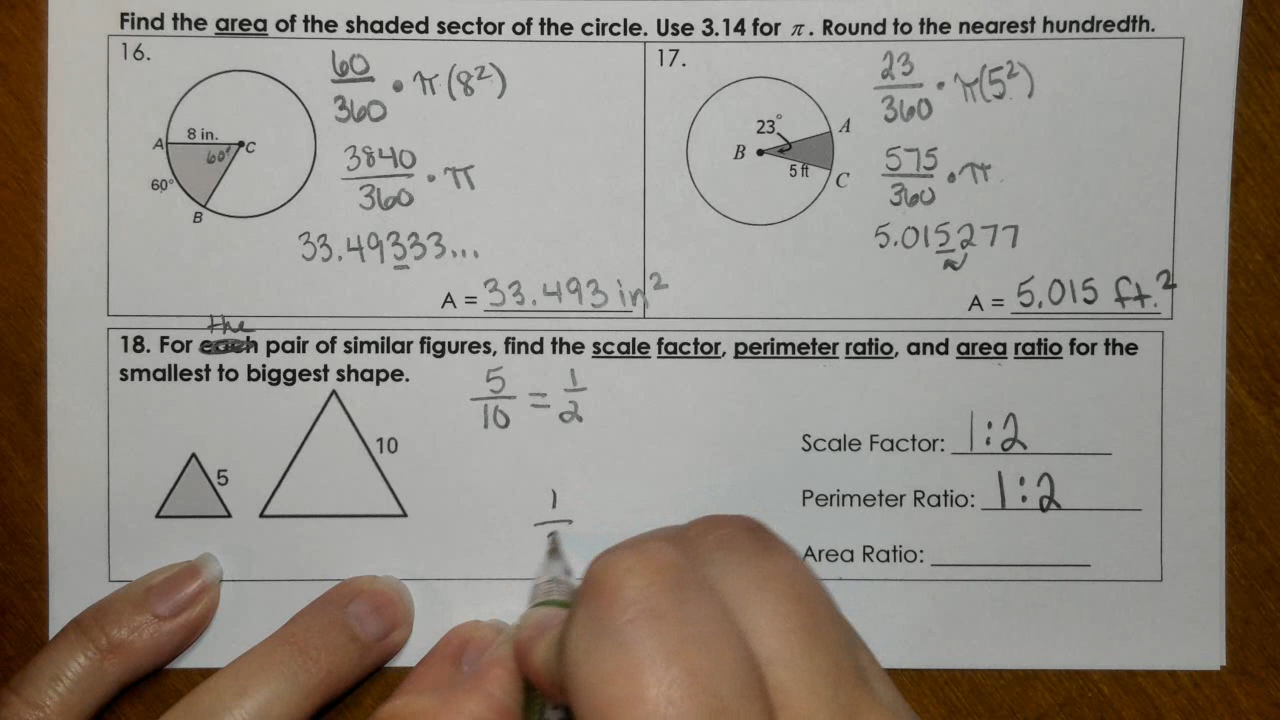 Find the area of the shaded sector of the circle. Use 3.14 for π. Round to the nearest hundredth.
16.
60/360 · π(8²)
8 in.
A
60°
C
60°
B
3840/360 · π
33.49333...
A = 33.493 in²
17.
23/360 · π(5²)
23°
A
B
5 ft
C
575/360 · π
5.015277
A = 5.015 ft.²
the
18. For each pair of similar figures, find the scale factor, perimeter ratio, and area ratio for the
smallest to biggest shape.
5
10
5/10 = 1/2
1
Scale Factor: 1:2
Perimeter Ratio: 1:2
Area Ratio: